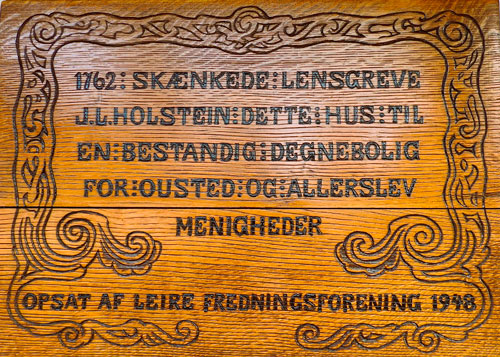 1762⁝SKÆNKEDE⁝LENSGREVE
J.L.HOLSTEIN⁝DETTE⁝HUS⁝TIL
EN⁝BESTANDIG⁝DEGNEBOLIG
FOR⁝OUSTED⁝OG⁝ALLERSLEV
MENIGHEDER
OPSAT AF LEIRE FREDNINGSFORENING 1948